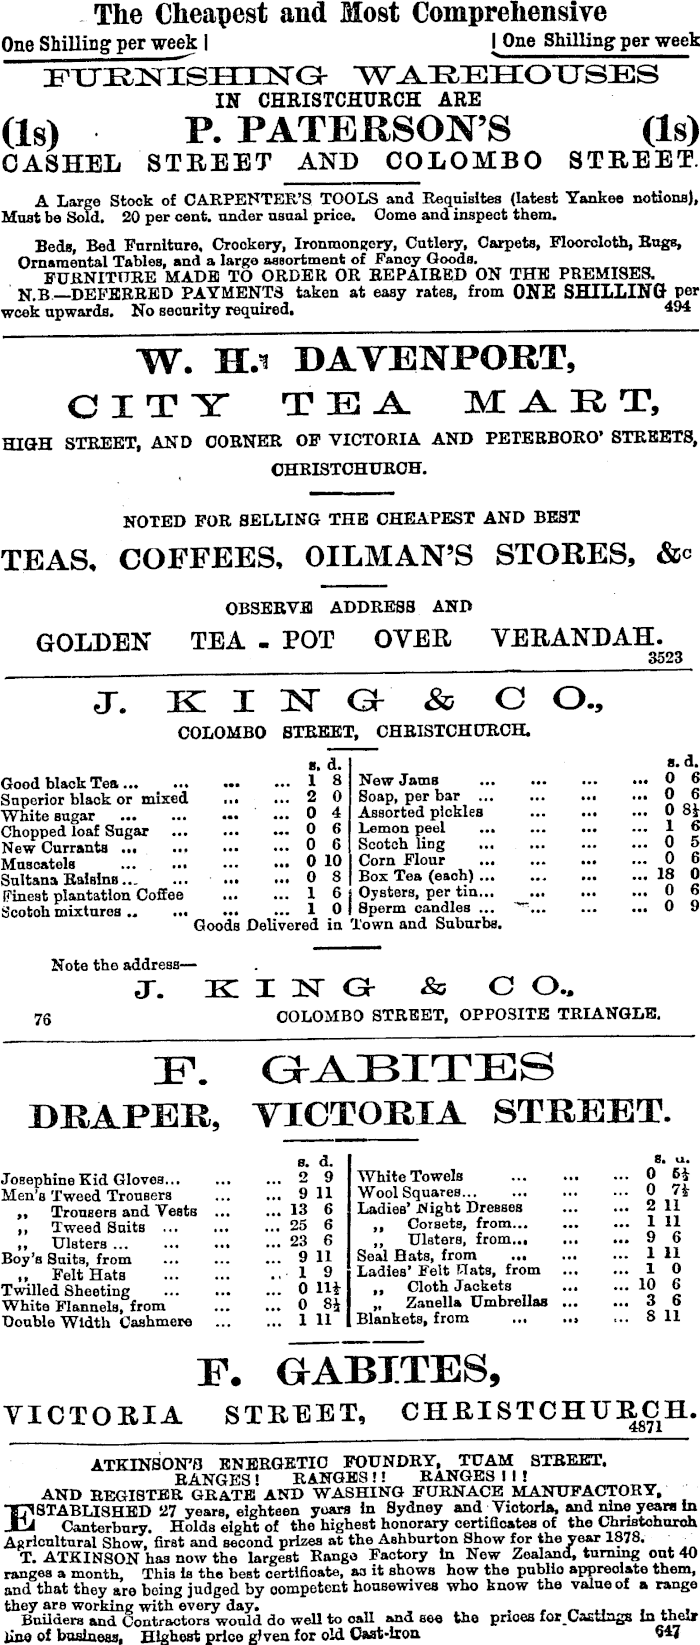 The Cheapest and Most Comprehensive
One Shilling per week | | One Shilling per week
FURNISHING WAREHOUSES
IN CHRISTCHURCH ARE
(1s) P. PATERSON'S (1s)
CASHEL STREET AND COLOMBO STREET.
A Large Stock of CARPENTER'S TOOLS and Requisites (latest Yankee notions),
Must be Sold. 20 per cent. under usual price. Come and inspect them.
Beds, Bed Furniture, Crockery, Ironmongery, Cutlery, Carpets, Floorcloth, Rugs,
Ornamental Tables, and a large assortment of Fancy Goods.
FURNITURE MADE TO ORDER OR REPAIRED ON THE PREMISES.
N.B.—DEFERRED PAYMENTS taken at easy rates, from ONE SHILLING per
week upwards. No security required. 494
W. H. DAVENPORT,
CITY TEA MART,
HIGH STREET, AND CORNER OF VICTORIA AND PETERBORO' STREETS,
CHRISTCHURCH.
NOTED FOR SELLING THE CHEAPEST AND BEST
TEAS, COFFEES, OILMAN'S STORES, &c
OBSERVE ADDRESS AND
GOLDEN TEA-POT OVER VERANDAH.
3523
J. KING & CO.,
COLOMBO STREET, CHRISTCHURCH.
s. d.
Good black Tea ... ... ... ... 1 8
Superior black or mixed ... ... 2 0
White sugar ... ... ... ... 0 4
Chopped loaf Sugar ... ... ... 0 6
New Currants ... ... ... ... 0 6
Muscatels ... ... ... ... 0 10
Sultana Raisins ... ... ... ... 0 8
Finest plantation Coffee ... ... 1 6
Scotch mixtures .. ... ... ... 1 0
s. d.
New Jams ... ... ... ... 0 6
Soap, per bar ... ... ... ... 0 6
Assorted pickles ... ... ... 0 8½
Lemon peel ... ... ... ... 1 6
Scotch ling ... ... ... ... 0 5
Corn Flour ... ... ... ... 0 6
Box Tea (each) ... ... ... ... 18 0
Oysters, per tin... ... ... ... 0 6
Sperm candles ... ... ... ... 0 9
Goods Delivered in Town and Suburbs.
Note the address—
J. KING & CO.,
76 COLOMBO STREET, OPPOSITE TRIANGLE.
F. GABITES
DRAPER, VICTORIA STREET.
s. d.
Josephine Kid Gloves... ... ... 2 9
Men's Tweed Trousers ... ... 9 11
„ Trousers and Vests ... ... 13 6
„ Tweed Suits ... ... ... 25 6
„ Ulsters ... ... ... ... 23 6
Boy's Suits, from ... ... ... 9 11
„ Felt Hats ... ... ... 1 9
Twilled Sheeting ... ... ... 0 11½
White Flannels, from ... ... 0 8½
Double Width Cashmere ... ... 1 11
s. d.
White Towels ... ... ... 0 5½
Wool Squares... ... ... ... 0 7½
Ladies' Night Dresses ... ... 2 11
„ Corsets, from... ... ... 1 11
„ Ulsters, from... ... ... 9 6
Seal Hats, from ... ... ... 1 11
Ladies' Felt Hats, from ... ... 1 0
„ Cloth Jackets ... ... 10 6
„ Zanella Umbrellas ... ... 3 6
Blankets, from ... ... ... 8 11
F. GABITES,
VICTORIA STREET, CHRISTCHURCH.
4871
ATKINSON'S ENERGETIC FOUNDRY, TUAM STREET.
RANGES! RANGES!! RANGES!!!
AND REGISTER GRATE AND WASHING FURNACE MANUFACTORY.
ESTABLISHED 27 years, eighteen years in Sydney and Victoria, and nine years in
Canterbury. Holds eight of the highest honorary certificates of the Christchurch
Agricultural Show, first and second prizes at the Ashburton Show for the year 1878.
T. ATKINSON has now the largest Range Factory in New Zealand, turning out 40
ranges a month, This is the best certificate, as it shows how the public appreciate them,
and that they are being judged by competent housewives who know the value of a range
they are working with every day.
Builders and Contractors would do well to call and see the prices for Castings in their
line of business, Highest price given for old Cast-iron 647